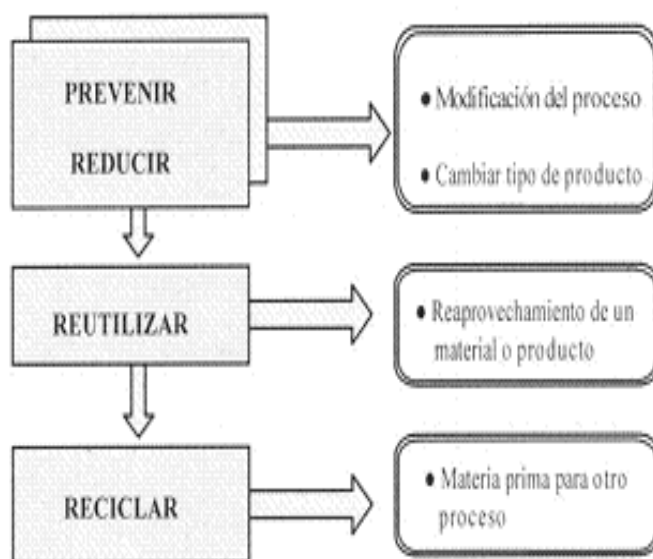 PREVENIR
REDUCIR
• Modificación del proceso
• Cambiar tipo de producto
REUTILIZAR
• Reaprovechamiento de un
material o producto
RECICLAR
• Materia prima para otro
proceso